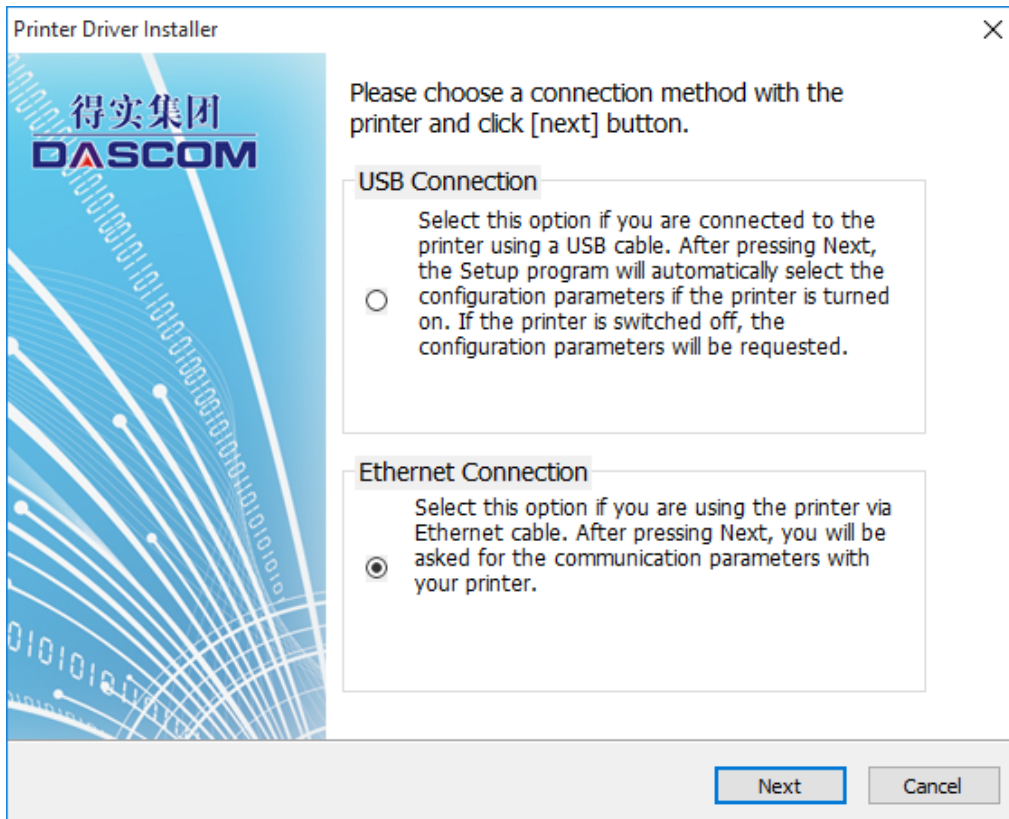 Printer Driver Installer
得实集团
DASCOM
Please choose a connection method with the
printer and click [next] button.
USB Connection
Select this option if you are connected to the
printer using a USB cable. After pressing Next,
the Setup program will automatically select the
configuration parameters if the printer is turned
on. If the printer is switched off, the
configuration parameters will be requested.
Ethernet Connection
Select this option if you are using the printer via
Ethernet cable. After pressing Next, you will be
asked for the communication parameters with
your printer.
Next
Cancel